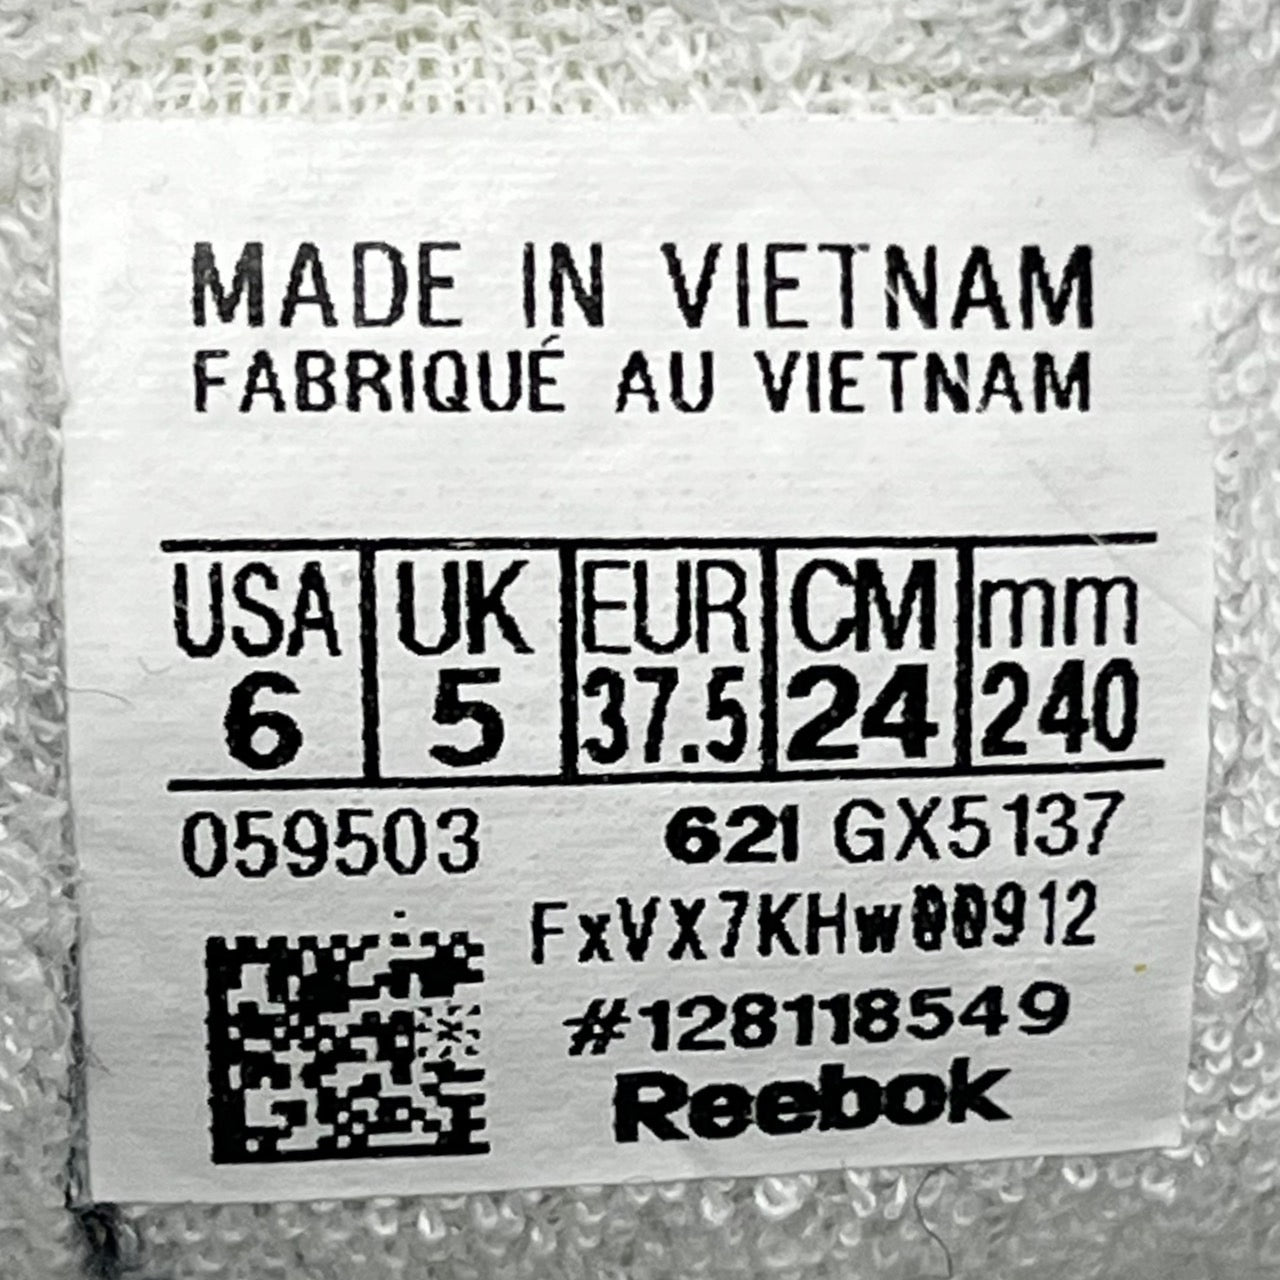 MADE IN VIETNAM
FABRIQUÉ AU VIETNAM
USA UK EUR CM mm
6 5 37.5 24 240
059503 621 GX5137
FxVX7KHw00912
#128118549
Reebok